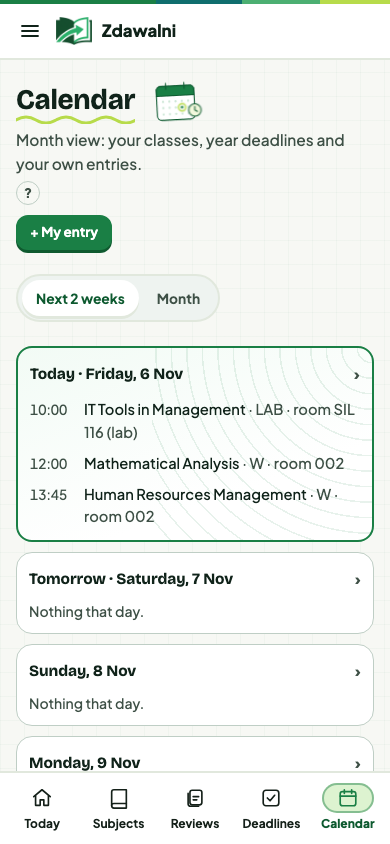 Zdawalni
Calendar
Month view: your classes, year deadlines and
your own entries.
?
+ My entry
Next 2 weeks
Month
Today · Friday, 6 Nov
10:00 IT Tools in Management · LAB · room SIL
116 (lab)
12:00 Mathematical Analysis · W · room 002
13:45 Human Resources Management · W ·
room 002
Tomorrow · Saturday, 7 Nov
Nothing that day.
Sunday, 8 Nov
Nothing that day.
Monday, 9 Nov
Today
Subjects
Reviews
Deadlines
Calendar